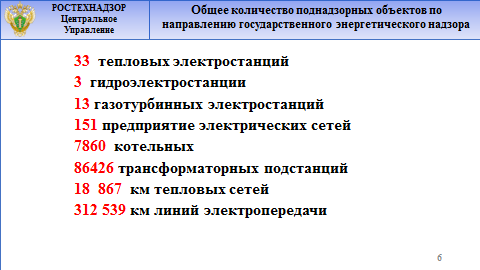 РОСТЕХНАДЗОР
Центральное
Управление
Общее количество поднадзорных объектов по
направлению государственного энергетического надзора
33 тепловых электростанций
3 гидроэлектростанции
13 газотурбинных электростанций
151 предприятие электрических сетей
7860 котельных
86426 трансформаторных подстанций
18 867 км тепловых сетей
312 539 км линий электропередачи
6